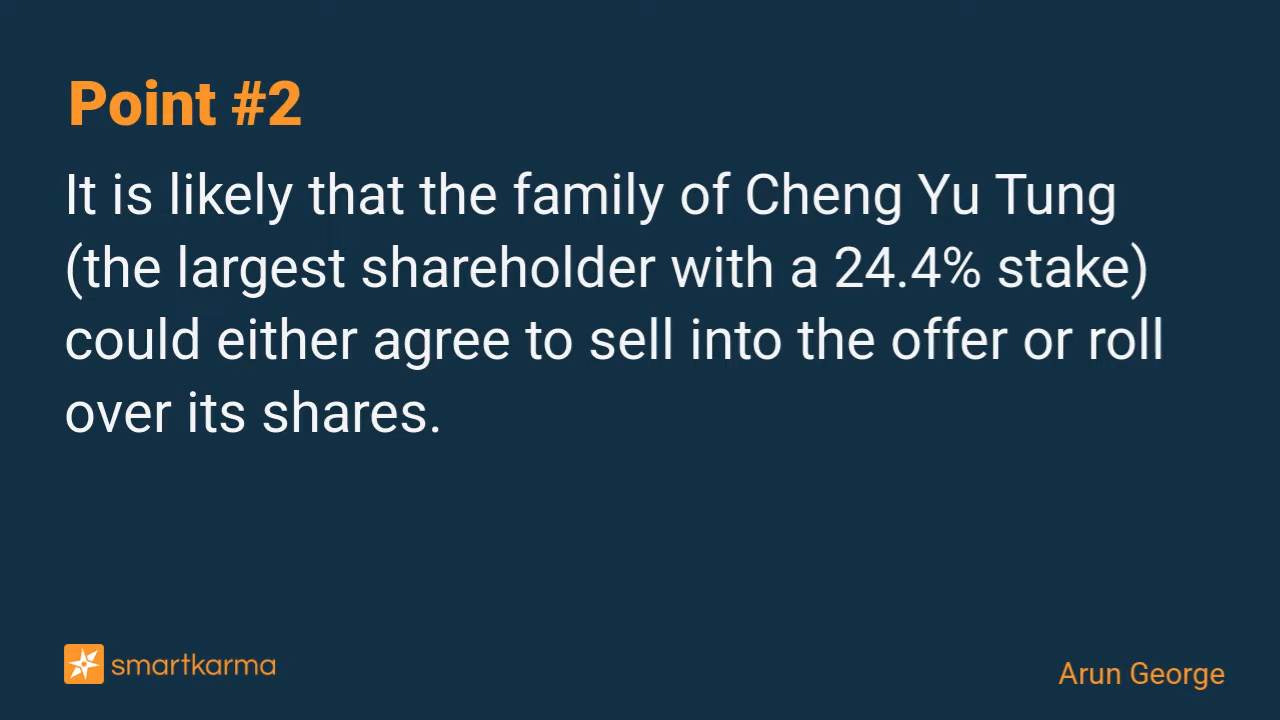 Point #2
It is likely that the family of Cheng Yu Tung
(the largest shareholder with a 24.4% stake)
could either agree to sell into the offer or roll
over its shares.
smartkarma
Arun George